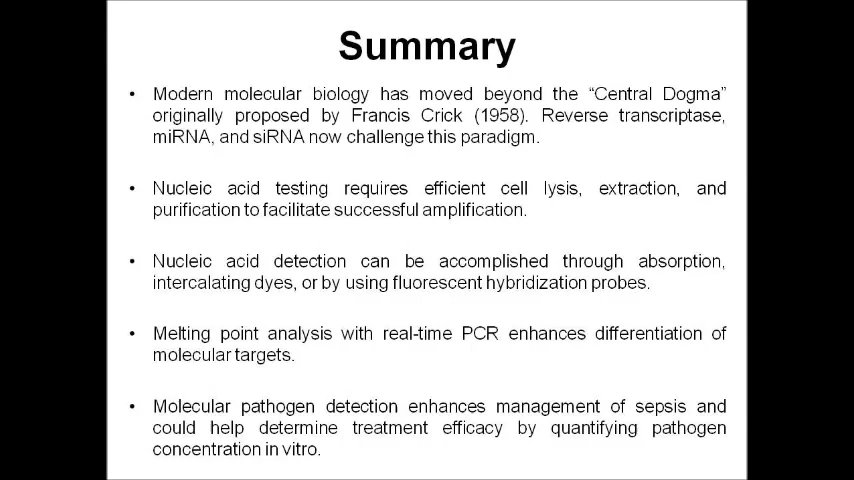 Summary
• Modern molecular biology has moved beyond the “Central Dogma”
originally proposed by Francis Crick (1958). Reverse transcriptase,
miRNA, and siRNA now challenge this paradigm.
• Nucleic acid testing requires efficient cell lysis, extraction, and
purification to facilitate successful amplification.
• Nucleic acid detection can be accomplished through absorption,
intercalating dyes, or by using fluorescent hybridization probes.
• Melting point analysis with real-time PCR enhances differentiation of
molecular targets.
• Molecular pathogen detection enhances management of sepsis and
could help determine treatment efficacy by quantifying pathogen
concentration in vitro.